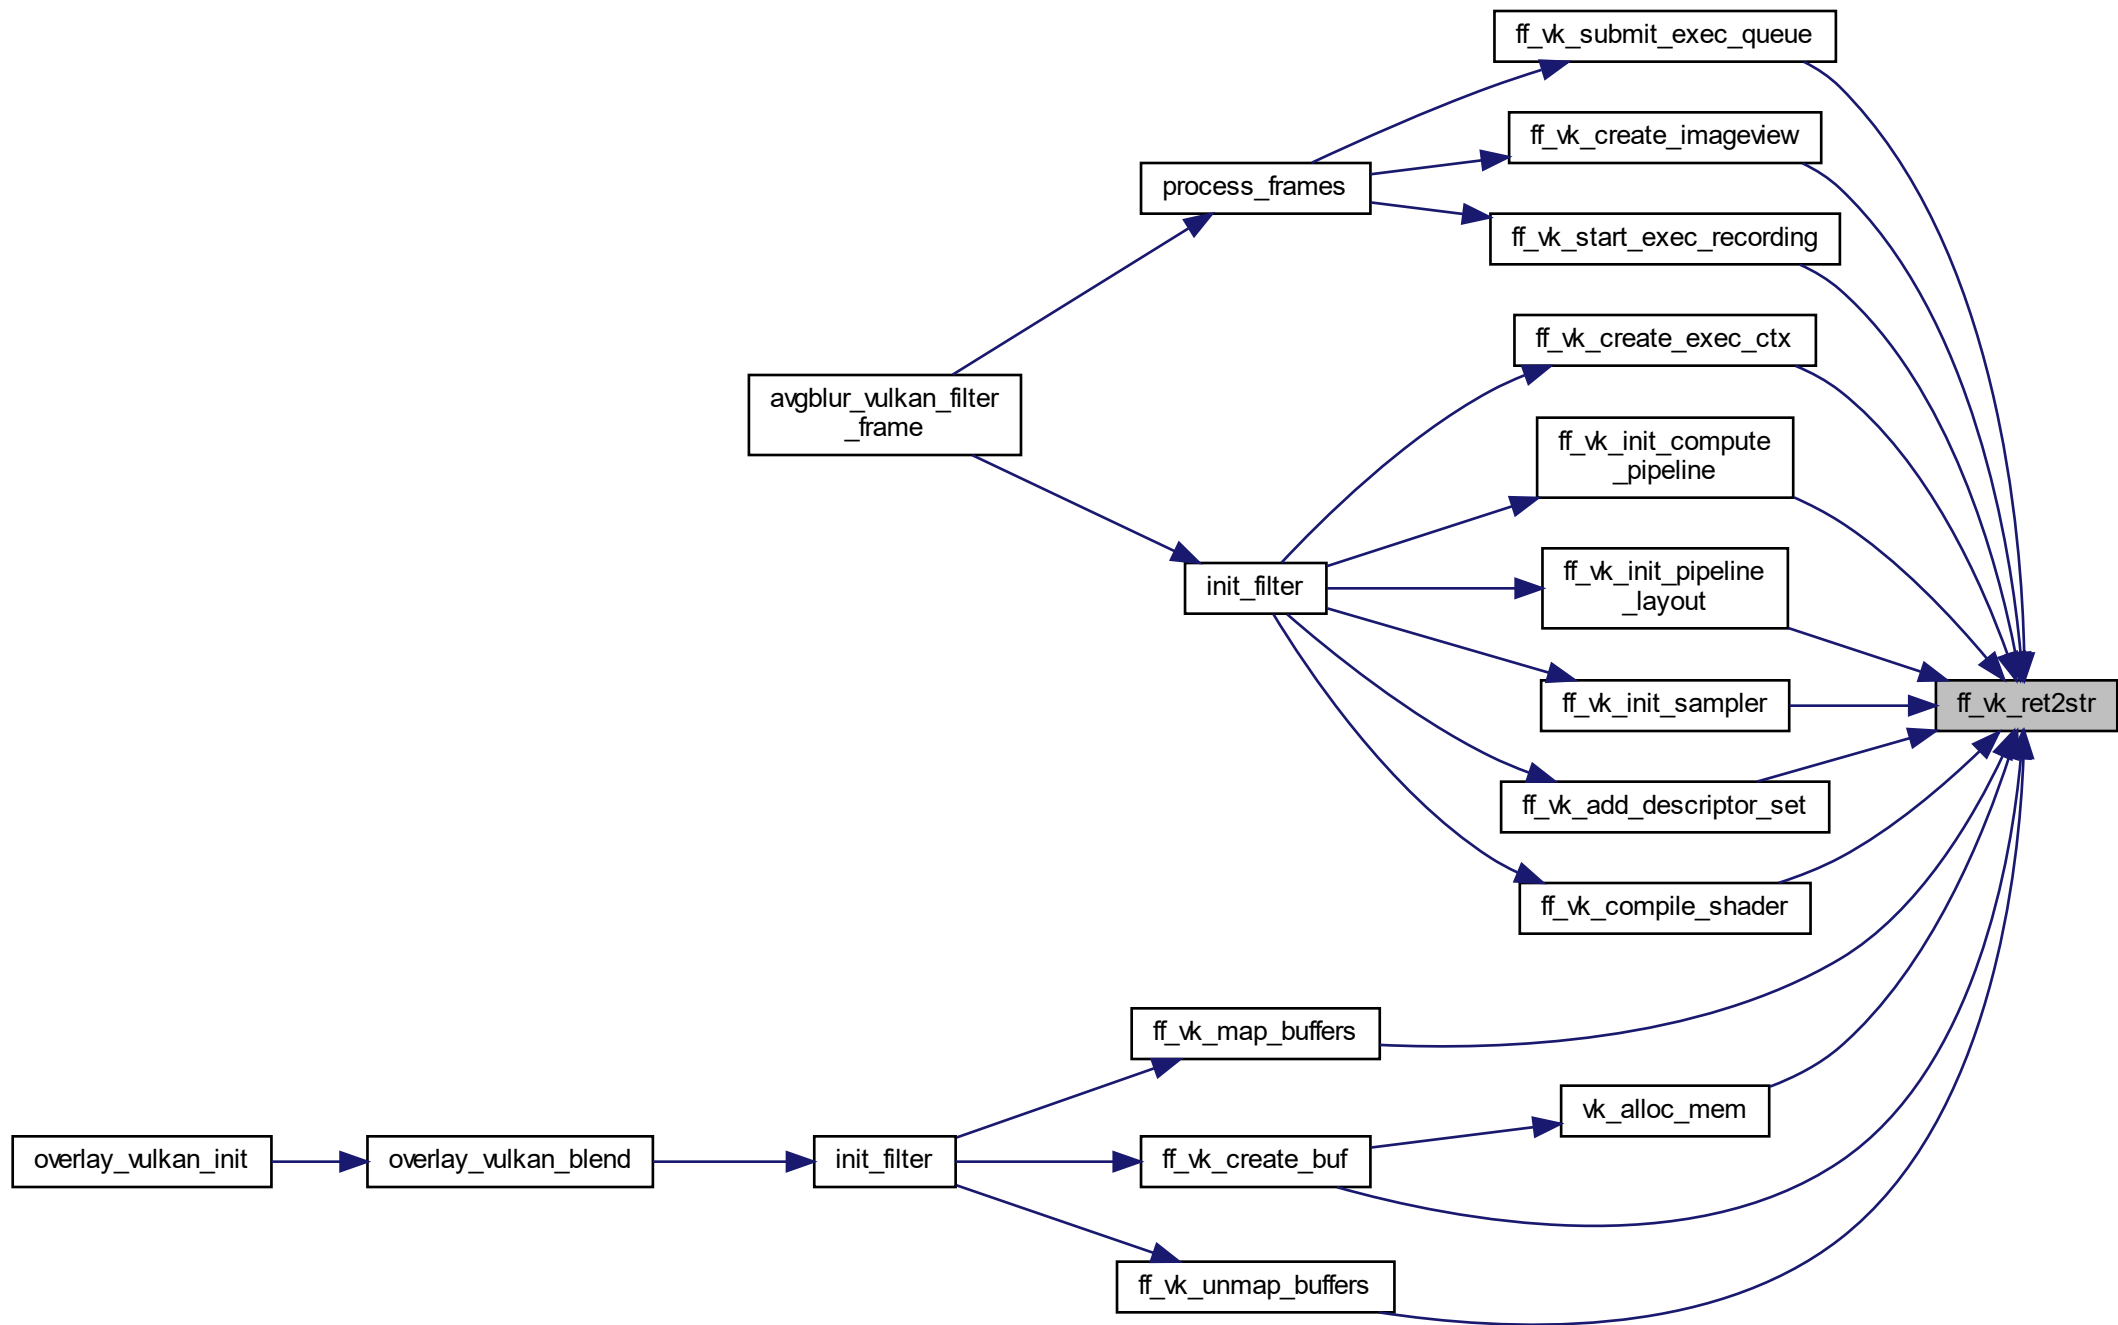 ff_vk_submit_exec_queue
ff_vk_create_imageview
process_frames
ff_vk_start_exec_recording
ff_vk_create_exec_ctx
avgblur_vulkan_filter
_frame
ff_vk_init_compute
_pipeline
init_filter
ff_vk_init_pipeline
_layout
ff_vk_init_sampler
ff_vk_ret2str
ff_vk_add_descriptor_set
ff_vk_compile_shader
ff_vk_map_buffers
vk_alloc_mem
overlay_vulkan_init
overlay_vulkan_blend
init_filter
ff_vk_create_buf
ff_vk_unmap_buffers